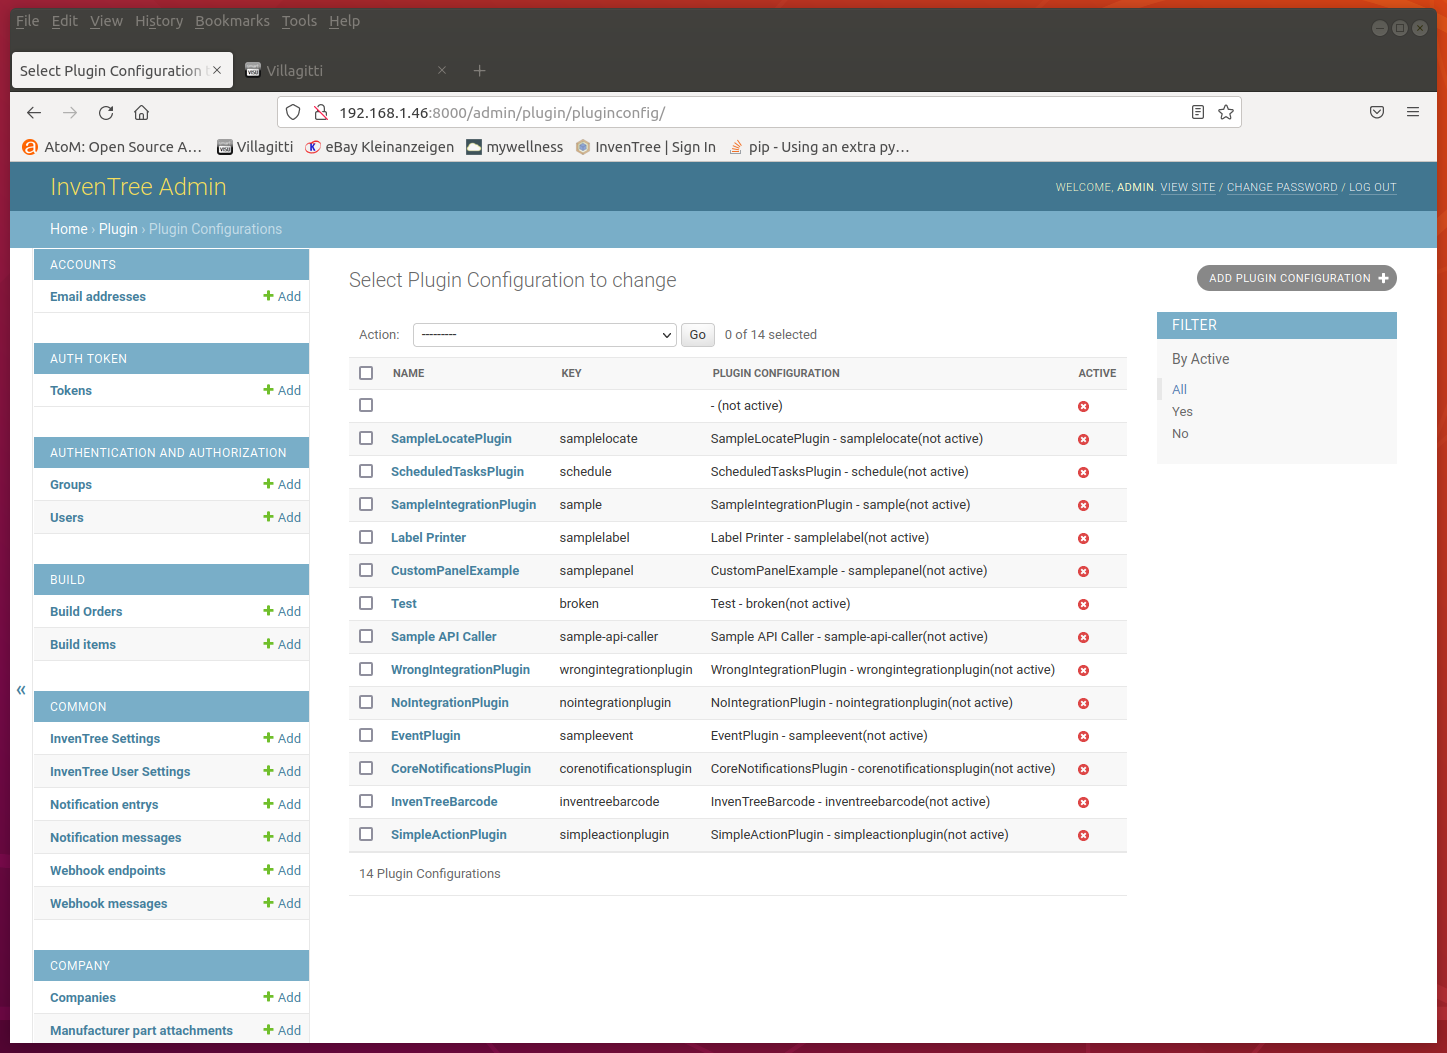 File Edit View History Bookmarks Tools Help
Select Plugin Configuration t
Villagitti
192.168.1.46:8000/admin/plugin/pluginconfig/
AtoM: Open Source A… Villagitti eBay Kleinanzeigen mywellness InvenTree | Sign In pip - Using an extra py…
InvenTree Admin
WELCOME, ADMIN. VIEW SITE / CHANGE PASSWORD / LOG OUT
Home › Plugin › Plugin Configurations
ACCOUNTS
Email addresses Add
AUTH TOKEN
Tokens Add
AUTHENTICATION AND AUTHORIZATION
Groups Add
Users Add
BUILD
Build Orders Add
Build items Add
COMMON
InvenTree Settings Add
InvenTree User Settings Add
Notification entrys Add
Notification messages Add
Webhook endpoints Add
Webhook messages Add
COMPANY
Companies Add
Manufacturer part attachments Add
«
Select Plugin Configuration to change
ADD PLUGIN CONFIGURATION
Action: --------- Go 0 of 14 selected
NAME KEY PLUGIN CONFIGURATION ACTIVE
- (not active)
SampleLocatePlugin samplelocate SampleLocatePlugin - samplelocate(not active)
ScheduledTasksPlugin schedule ScheduledTasksPlugin - schedule(not active)
SampleIntegrationPlugin sample SampleIntegrationPlugin - sample(not active)
Label Printer samplelabel Label Printer - samplelabel(not active)
CustomPanelExample samplepanel CustomPanelExample - samplepanel(not active)
Test broken Test - broken(not active)
Sample API Caller sample-api-caller Sample API Caller - sample-api-caller(not active)
WrongIntegrationPlugin wrongintegrationplugin WrongIntegrationPlugin - wrongintegrationplugin(not active)
NoIntegrationPlugin nointegrationplugin NoIntegrationPlugin - nointegrationplugin(not active)
EventPlugin sampleevent EventPlugin - sampleevent(not active)
CoreNotificationsPlugin corenotificationsplugin CoreNotificationsPlugin - corenotificationsplugin(not active)
InvenTreeBarcode inventreebarcode InvenTreeBarcode - inventreebarcode(not active)
SimpleActionPlugin simpleactionplugin SimpleActionPlugin - simpleactionplugin(not active)
14 Plugin Configurations
FILTER
By Active
All
Yes
No